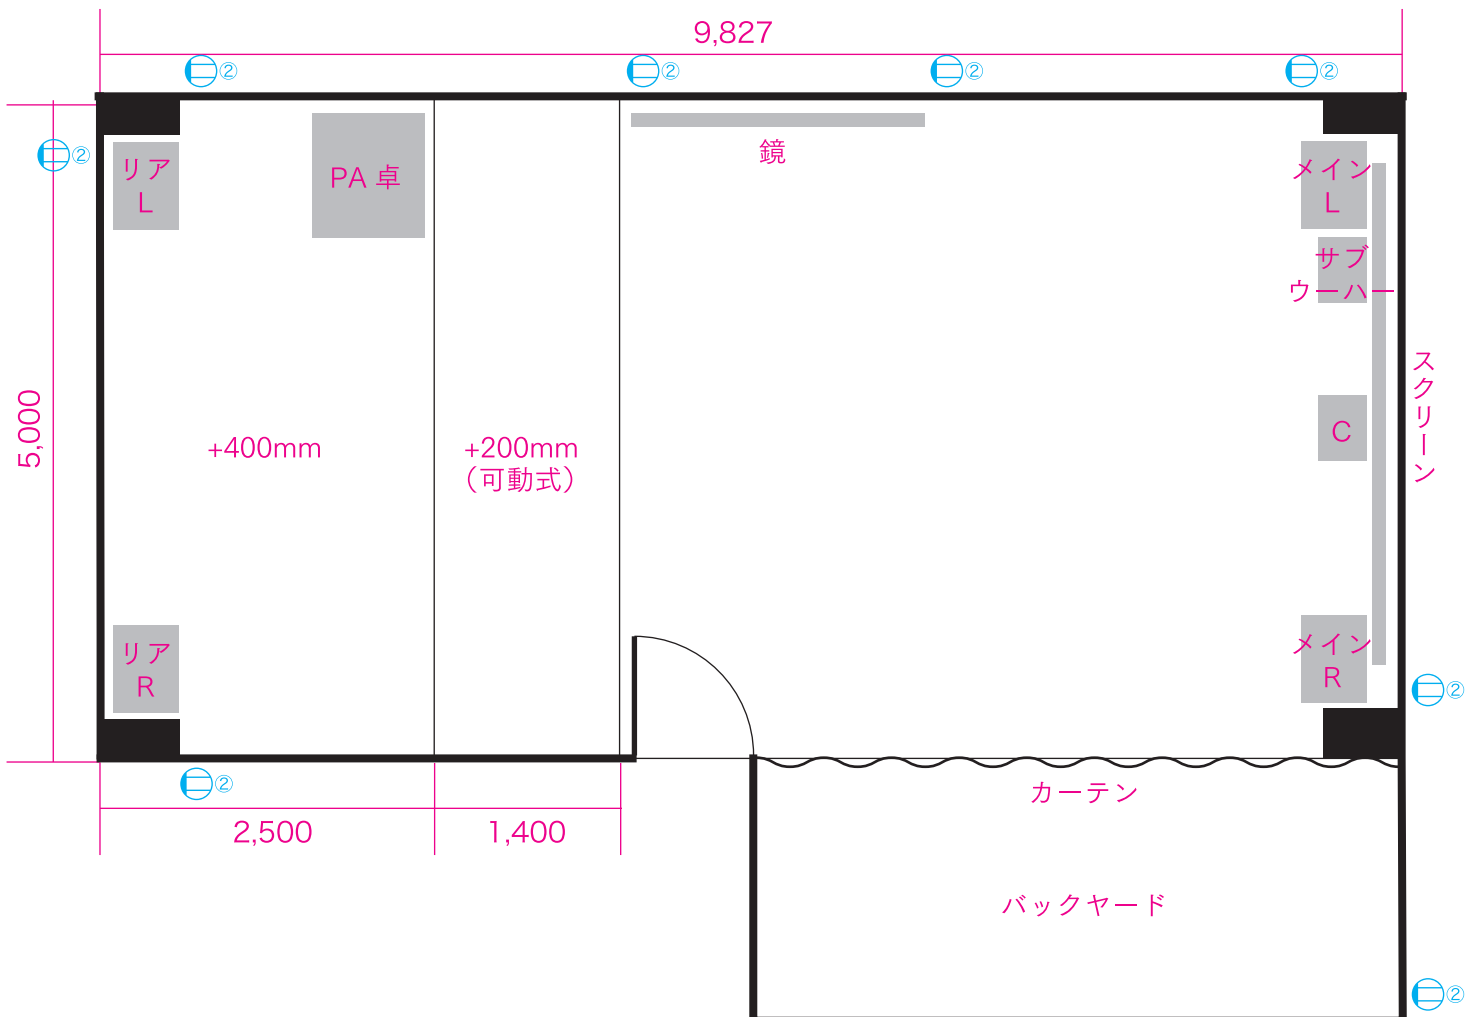 9,827
②
②
②
②
②
リア
L
PA 卓
鏡
メイン
L
サブ
ウーハー
スクリーン
5,000
+400mm
+200mm
（可動式）
C
リア
R
メイン
R
②
②
2,500
1,400
カーテン
バックヤード
②